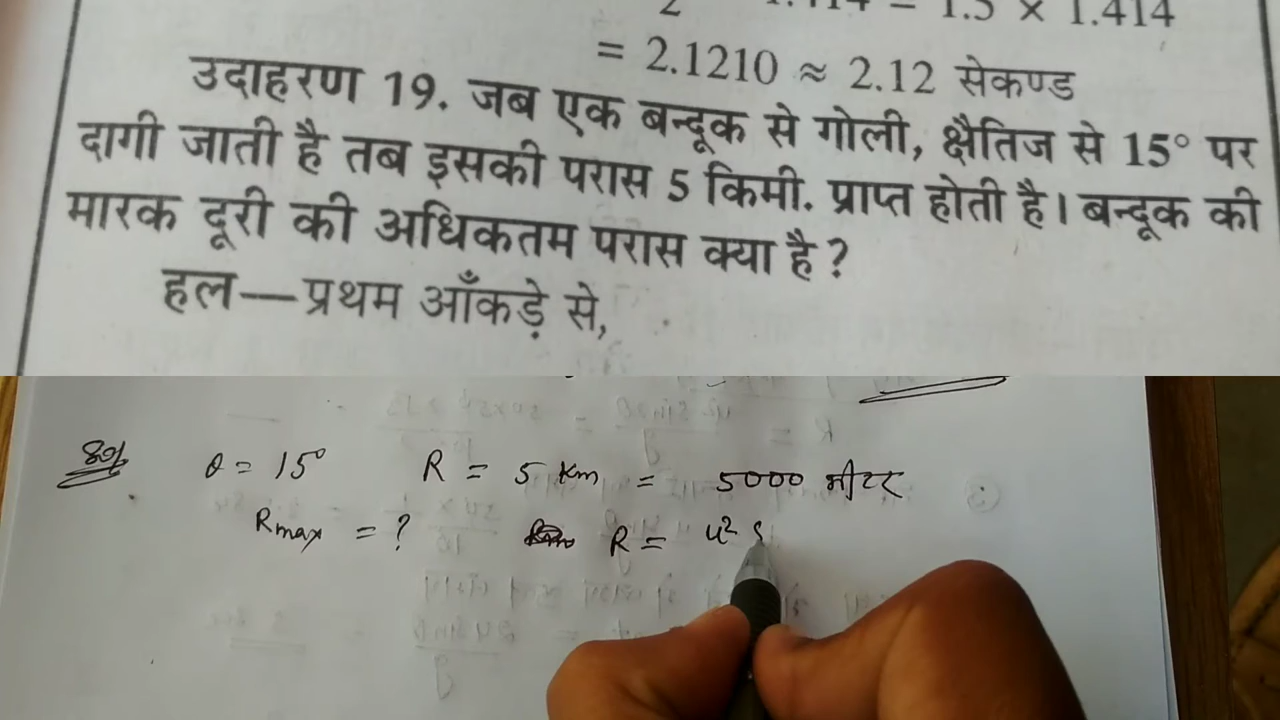 = 2.1210 ≈ 2.12 सेकण्ड
उदाहरण 19. जब एक बन्दूक से गोली, क्षैतिज से 15° पर
दागी जाती है तब इसकी परास 5 किमी. प्राप्त होती है। बन्दूक की
मारक दूरी की अधिकतम परास क्या है ?
हल—प्रथम आँकड़े से,
Sol θ = 15° R = 5 Km = 5000 मीटर
Rmax = ? R = u² s